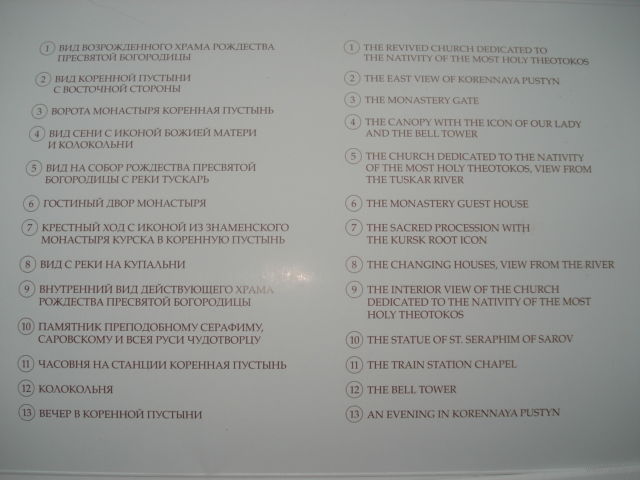 1 ВИД ВОЗРОЖДЕННОГО ХРАМА РОЖДЕСТВА
ПРЕСВЯТОЙ БОГОРОДИЦЫ
2 ВИД КОРЕННОЙ ПУСТЫНИ
С ВОСТОЧНОЙ СТОРОНЫ
3 ВОРОТА МОНАСТЫРЯ КОРЕННАЯ ПУСТЫНЬ
4 ВИД СЕНИ С ИКОНОЙ БОЖИЕЙ МАТЕРИ
И КОЛОКОЛЬНИ
5 ВИД НА СОБОР РОЖДЕСТВА ПРЕСВЯТОЙ
БОГОРОДИЦЫ С РЕКИ ТУСКАРЬ
6 ГОСТИНЫЙ ДВОР МОНАСТЫРЯ
7 КРЕСТНЫЙ ХОД С ИКОНОЙ ИЗ ЗНАМЕНСКОГО
МОНАСТЫРЯ КУРСКА В КОРЕННУЮ ПУСТЫНЬ
8 ВИД С РЕКИ НА КУПАЛЬНИ
9 ВНУТРЕННИЙ ВИД ДЕЙСТВУЮЩЕГО ХРАМА
РОЖДЕСТВА ПРЕСВЯТОЙ БОГОРОДИЦЫ
10 ПАМЯТНИК ПРЕПОДОБНОМУ СЕРАФИМУ,
САРОВСКОМУ И ВСЕЯ РУСИ ЧУДОТВОРЦУ
11 ЧАСОВНЯ НА СТАНЦИИ КОРЕННАЯ ПУСТЫНЬ
12 КОЛОКОЛЬНЯ
13 ВЕЧЕР В КОРЕННОЙ ПУСТЫНИ
1 THE REVIVED CHURCH DEDICATED TO
THE NATIVITY OF THE MOST HOLY THEOTOKOS
2 THE EAST VIEW OF KORENNAYA PUSTYN
3 THE MONASTERY GATE
4 THE CANOPY WITH THE ICON OF OUR LADY
AND THE BELL TOWER
5 THE CHURCH DEDICATED TO THE NATIVITY
OF THE MOST HOLY THEOTOKOS, VIEW FROM
THE TUSKAR RIVER
6 THE MONASTERY GUEST HOUSE
7 THE SACRED PROCESSION WITH
THE KURSK ROOT ICON
8 THE CHANGING HOUSES, VIEW FROM THE RIVER
9 THE INTERIOR VIEW OF THE CHURCH
DEDICATED TO THE NATIVITY OF THE MOST
HOLY THEOTOKOS
10 THE STATUE OF ST. SERAPHIM OF SAROV
11 THE TRAIN STATION CHAPEL
12 THE BELL TOWER
13 AN EVENING IN KORENNAYA PUSTYN